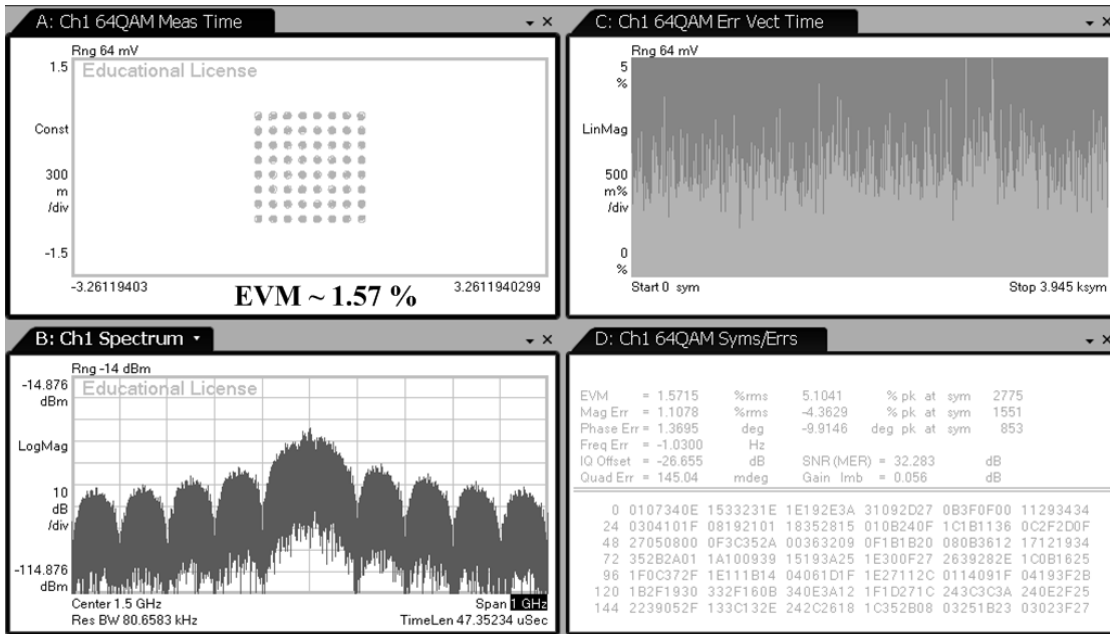 A: Ch1 64QAM Meas Time
Rng 64 mV
1.5
Educational License
Const
300
m
/div
-1.5
-3.26119403
3.2611940299
EVM ~ 1.57 %
C: Ch1 64QAM Err Vect Time
Rng 64 mV
5
%
LinMag
500
m%
/div
0
%
Start 0 sym
Stop 3.945 ksym
B: Ch1 Spectrum
Rng -14 dBm
-14.876
dBm
Educational License
LogMag
10
dB
/div
-114.876
dBm
Center 1.5 GHz
Span 1 GHz
Res BW 80.6583 kHz
TimeLen 47.35234 uSec
D: Ch1 64QAM Syms/Errs
EVM = 1.5715 %rms 5.1041 % pk at sym 2775
Mag Err = 1.1078 %rms -4.3629 % pk at sym 1551
Phase Err = 1.3695 deg -9.9146 deg pk at sym 853
Freq Err = -1.0300 Hz
IQ Offset = -26.655 dB SNR (MER) = 32.283 dB
Quad Err = 145.04 mdeg Gain Imb = 0.056 dB
0 0107340E 1533231E 1E192E3A 31092D27 0B3F0F00 11293434
24 0304101F 08192101 18352815 010B240F 1C1B1136 0C2F2D0F
48 27050800 0F3C352A 00363209 0F1B1B20 080B3612 17121934
72 352B2A01 1A100939 15193A25 1E300F27 2639282E 1C0B1625
96 1F0C372F 1E111B14 04061D1F 1E27112C 0114091F 04193F2B
120 1B2F1930 332F160B 340E3A12 1F1D271C 243C3C3A 240E2F25
144 2239052F 133C132E 242C2618 1C352B08 03251B23 03023F27